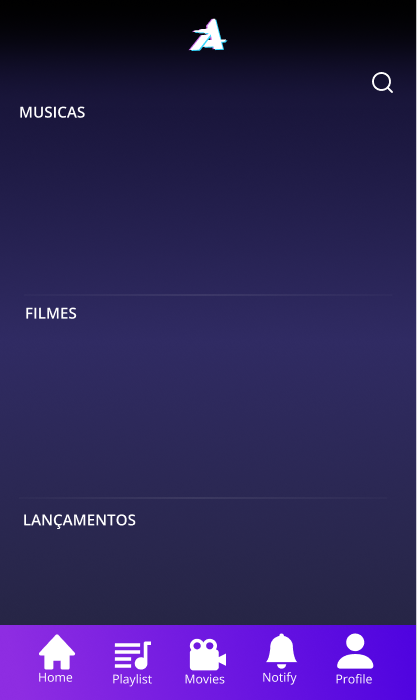 A
MUSICAS
FILMES
LANÇAMENTOS
Home
Playlist
Movies
Notify
Profile